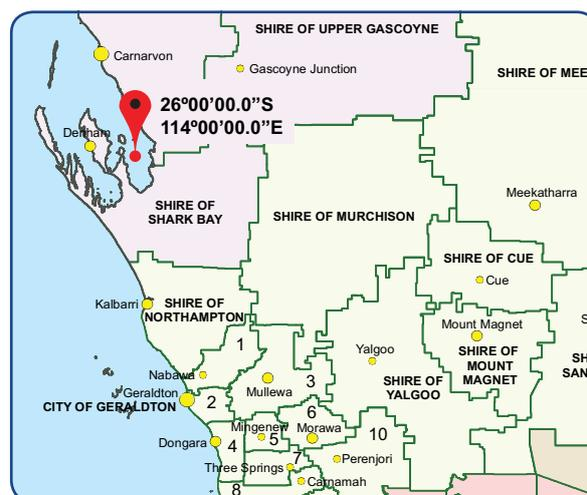 SHIRE OF UPPER GASCOYNE
Carnarvon
Gascoyne Junction
SHIRE OF MEE
26º00’00.0”S
114º00’00.0”E
Denham
SHIRE OF
SHARK BAY
SHIRE OF MURCHISON
Meekatharra
SHIRE OF CUE
Cue
Kalbarri
SHIRE OF
NORTHAMPTON
Mount Magnet
1
Yalgoo
SHIRE OF
MOUNT
MAGNET
SH
SAN
Nabawa
Mullewa
3
SHIRE OF
YALGOO
Geraldton
CITY OF GERALDTON
2
6
Mingenew
Morawa
10
Dongara
4
5
7
Perenjori
Three Springs
Carnamah
8